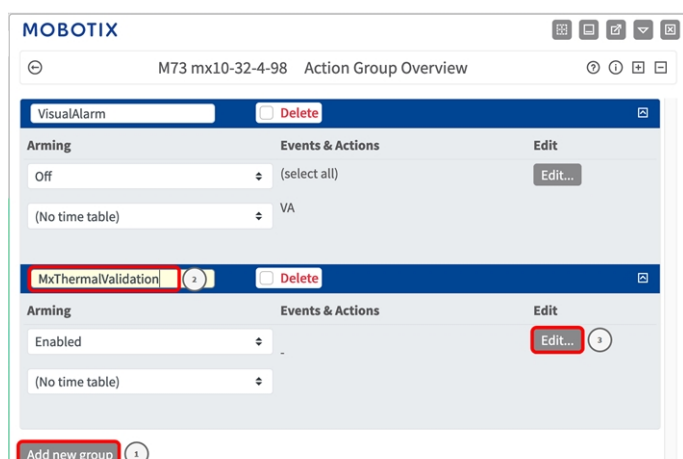 MOBOTIX
M73 mx10-32-4-98 Action Group Overview
VisualAlarm Delete
Arming Events & Actions Edit
Off (select all) Edit...
(No time table) VA
MxThermalValidation 2 Delete
Arming Events & Actions Edit
Enabled - Edit... 3
(No time table)
Add new group 1